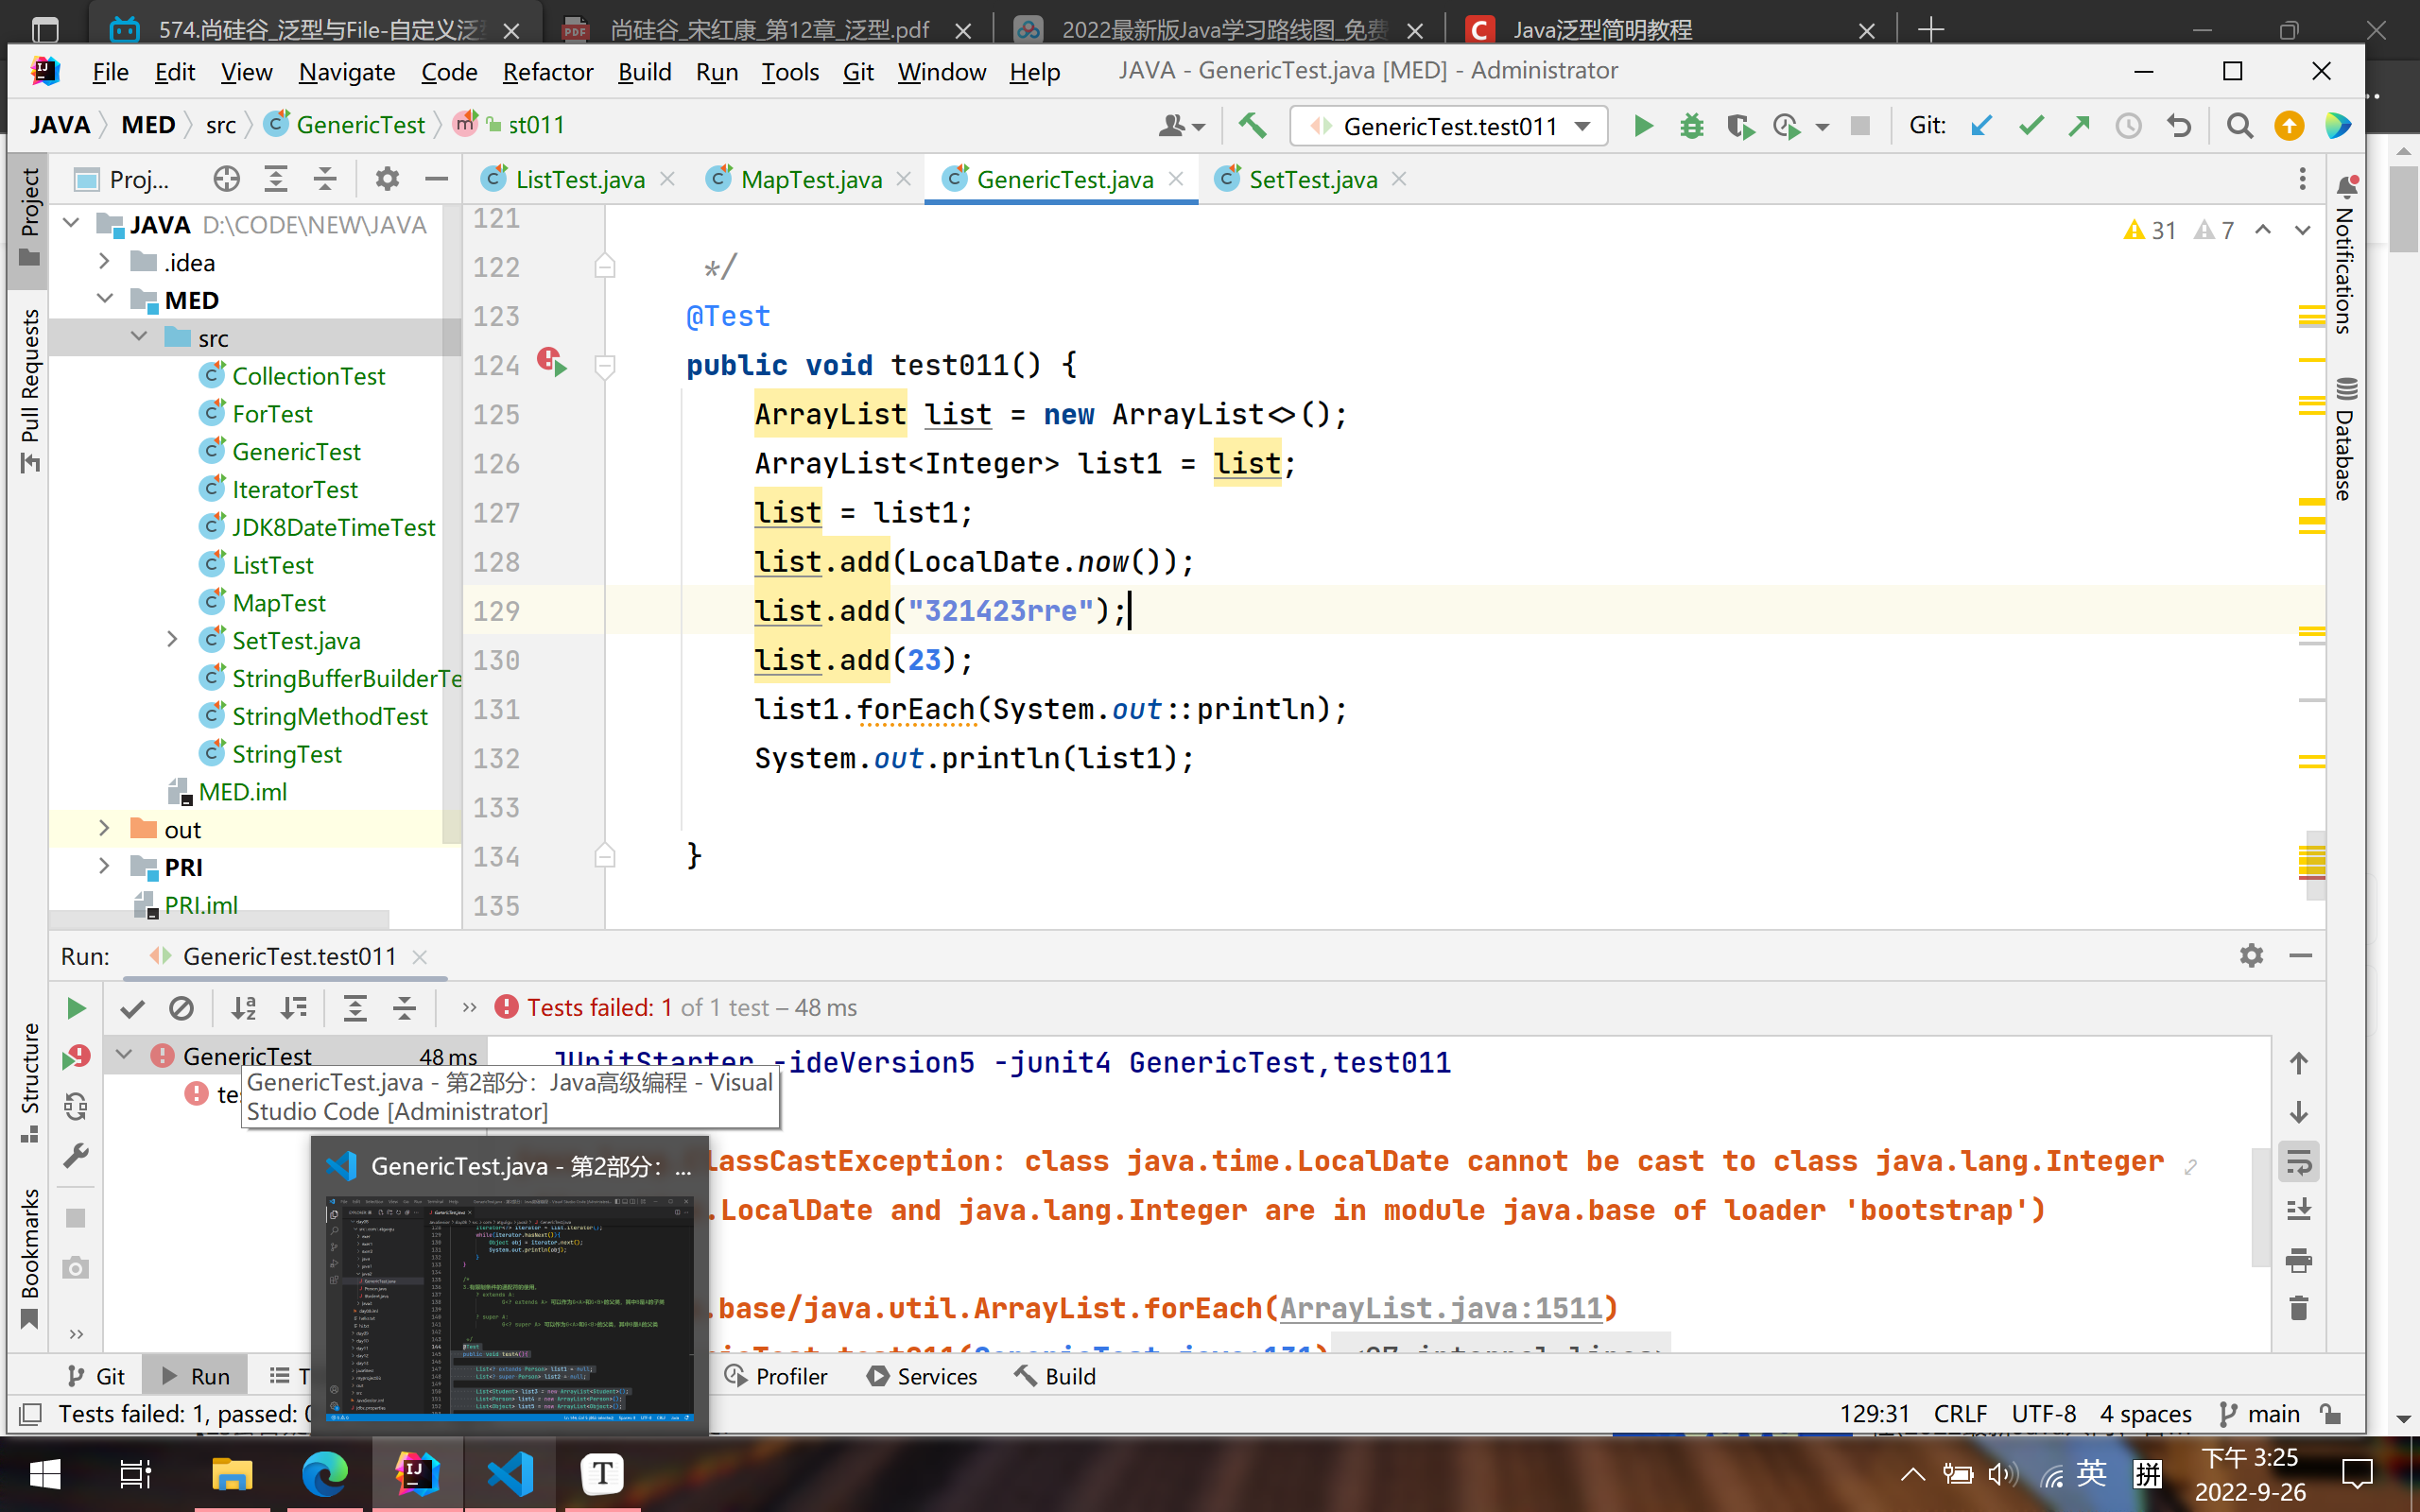 574.尚硅谷_泛型与File-自定义泛
尚硅谷_宋红康_第12章_泛型.pdf
2022最新版Java学习路线图_免费
Java泛型简明教程
File Edit View Navigate Code Refactor Build Run Tools Git Window Help
JAVA - GenericTest.java [MED] - Administrator
JAVA MED src GenericTest st011
GenericTest.test011
Git:
Proj...
ListTest.java MapTest.java GenericTest.java SetTest.java
Project
Pull Requests
Structure
Bookmarks
Notifications
Database
JAVA D:\CODE\NEW\JAVA
.idea
MED
src
CollectionTest
ForTest
GenericTest
IteratorTest
JDK8DateTimeTest
ListTest
MapTest
SetTest.java
StringBufferBuilderTe
StringMethodTest
StringTest
MED.iml
out
PRI
PRI.iml
31 7
121
122 */
123 @Test
124 public void test011() {
125 ArrayList list = new ArrayList<>();
126 ArrayList<Integer> list1 = list;
127 list = list1;
128 list.add(LocalDate.now());
129 list.add("321423rre");
130 list.add(23);
131 list1.forEach(System.out::println);
132 System.out.println(list1);
133
134 }
135
Run: GenericTest.test011
Tests failed: 1 of 1 test – 48 ms
GenericTest 48 ms
te
JUnitStarter -ideVersion5 -junit4 GenericTest,test011
GenericTest.java - 第2部分：Java高级编程 - Visual
Studio Code [Administrator]
GenericTest.java - 第2部分：...
lassCastException: class java.time.LocalDate cannot be cast to class java.lang.Integer
.LocalDate and java.lang.Integer are in module java.base of loader 'bootstrap')
.base/java.util.ArrayList.forEach(ArrayList.java:1511)
Git Run T Profiler Services Build
Tests failed: 1, passed: 0
129:31 CRLF UTF-8 4 spaces main
英 拼
下午 3:25
2022-9-26